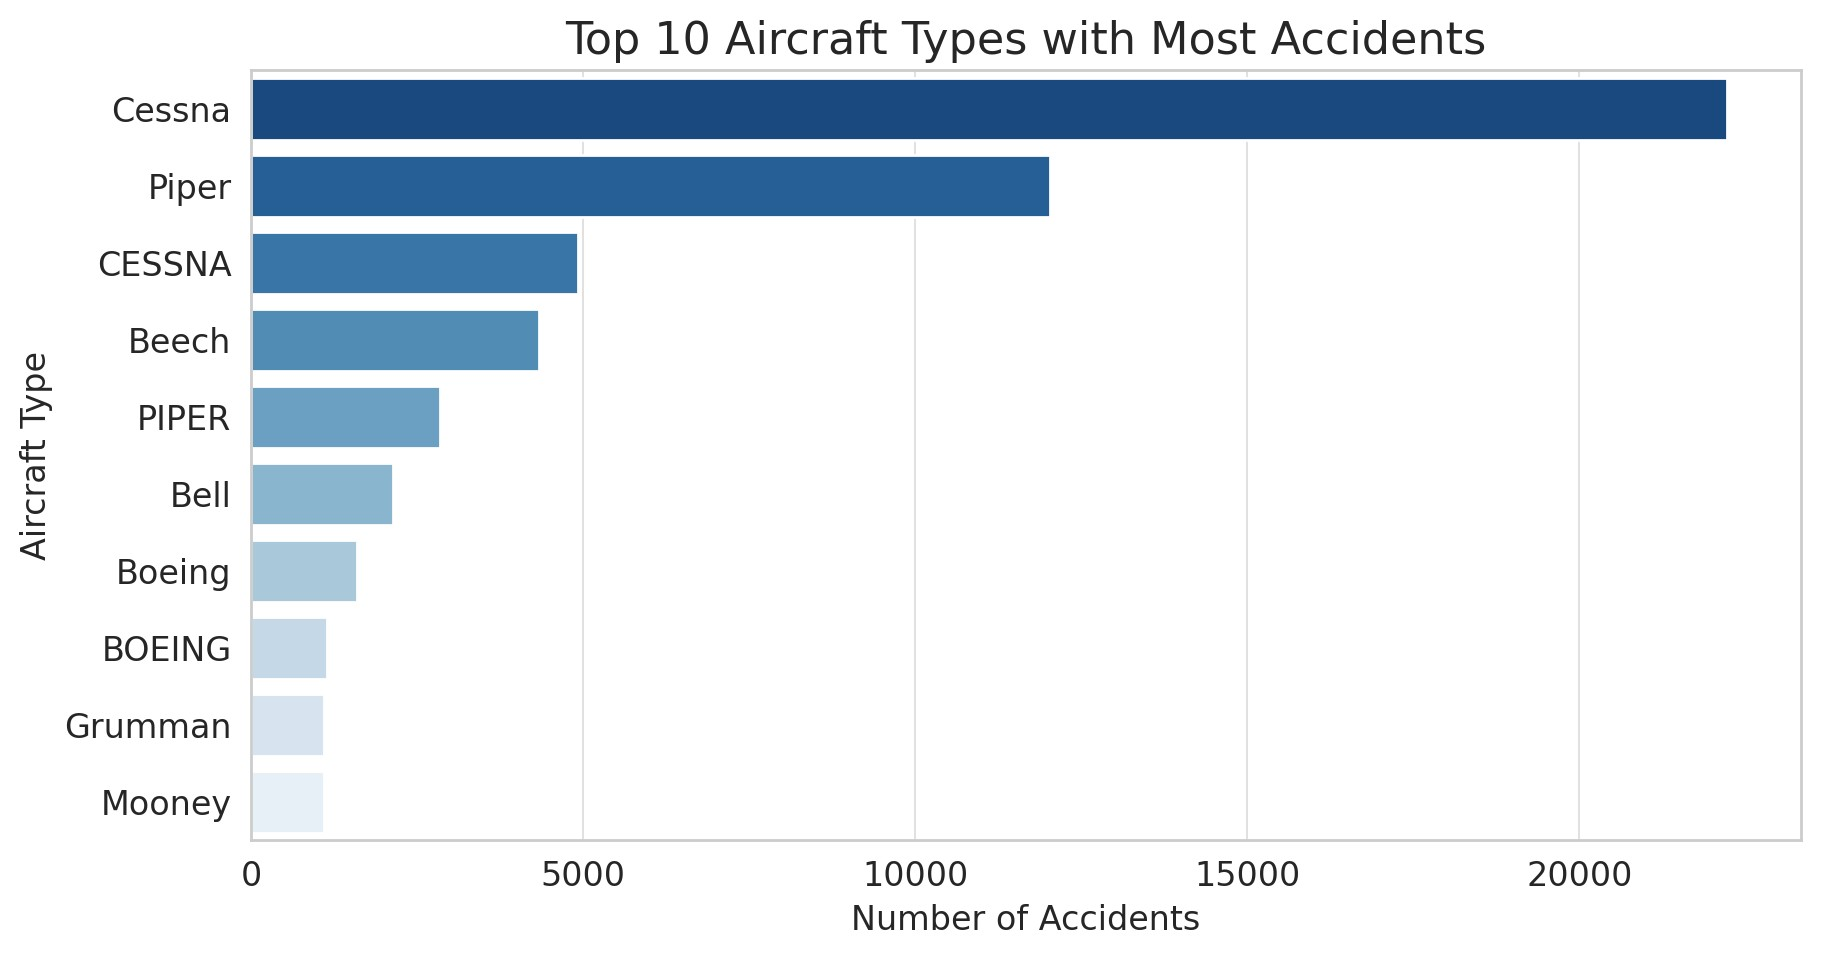 Top 10 Aircraft Types with Most Accidents
Cessna
Piper
CESSNA
Beech
PIPER
Bell
Boeing
BOEING
Grumman
Mooney
Aircraft Type
0 5000 10000 15000 20000
Number of Accidents